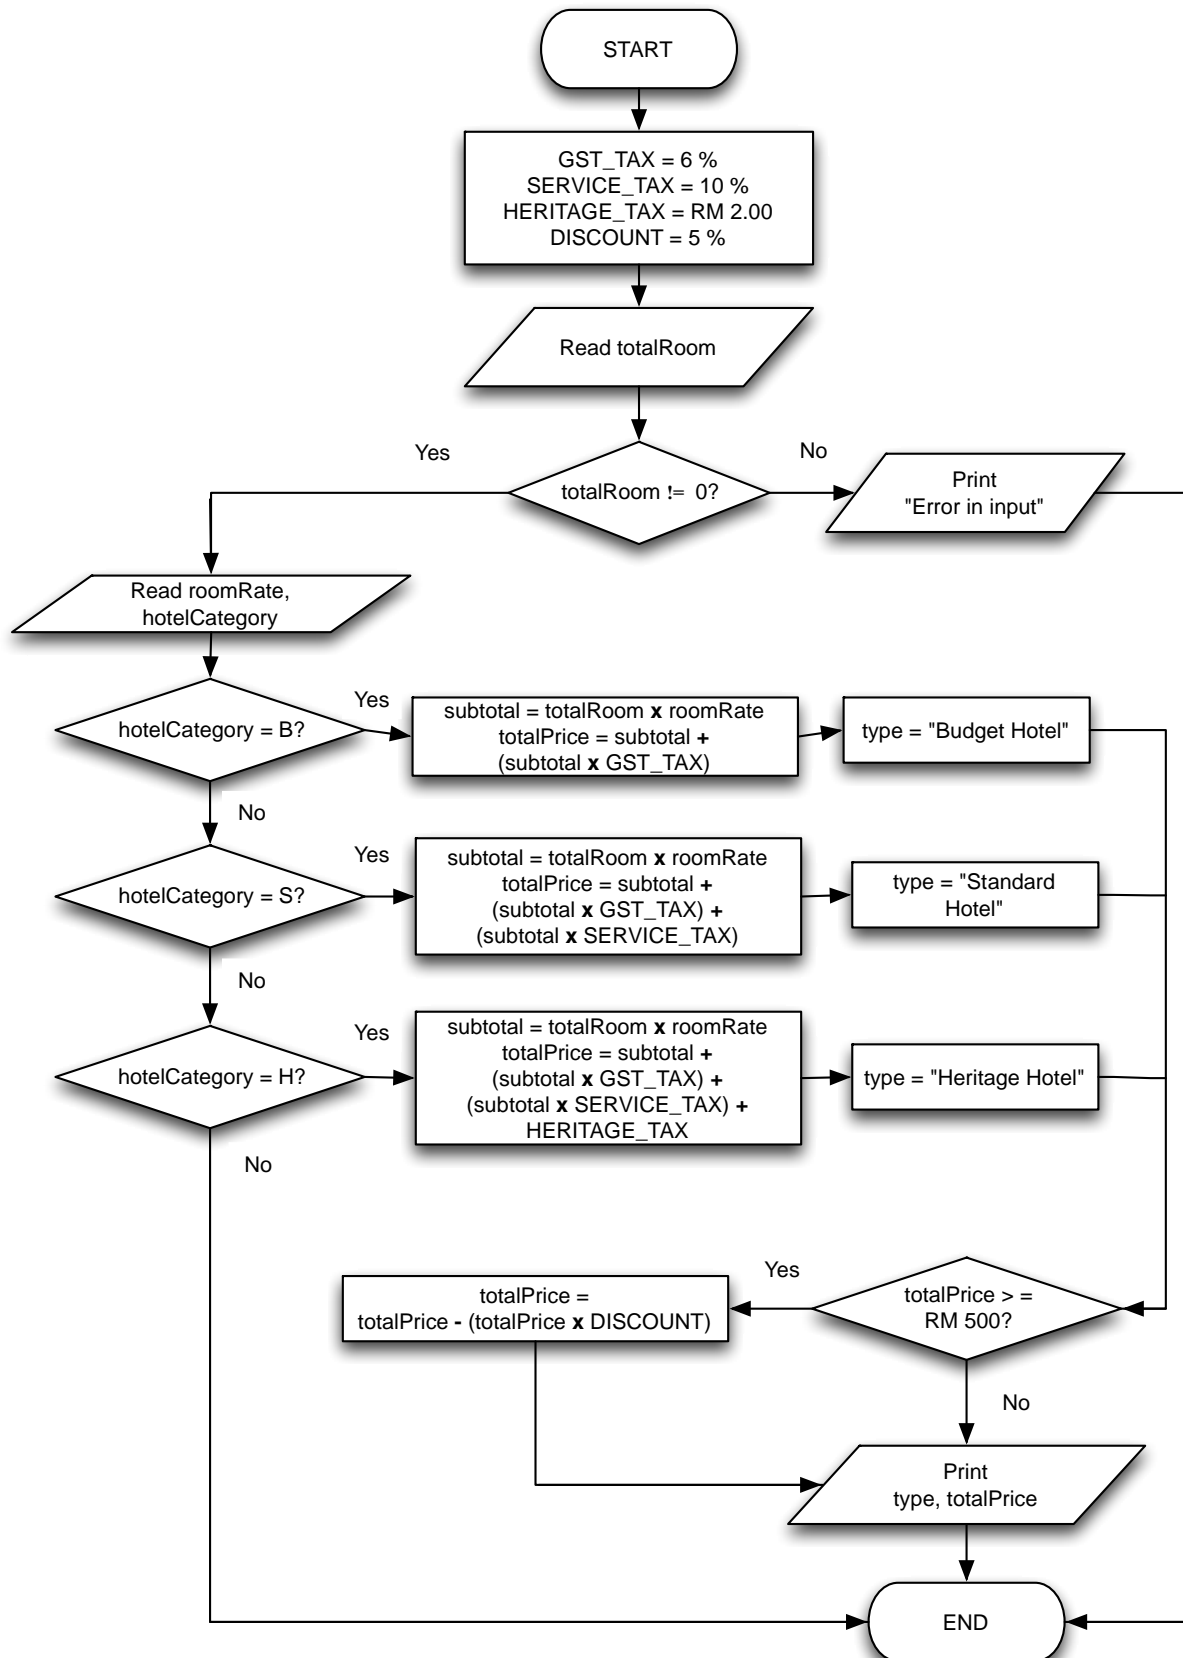 START
GST_TAX = 6 %
SERVICE_TAX = 10 %
HERITAGE_TAX = RM 2.00
DISCOUNT = 5 %
Read totalRoom
Yes
totalRoom != 0?
No
Print
"Error in input"
Read roomRate,
hotelCategory
hotelCategory = B?
Yes
subtotal = totalRoom x roomRate
totalPrice = subtotal +
(subtotal x GST_TAX)
type = "Budget Hotel"
No
hotelCategory = S?
Yes
subtotal = totalRoom x roomRate
totalPrice = subtotal +
(subtotal x GST_TAX) +
(subtotal x SERVICE_TAX)
type = "Standard
Hotel"
No
hotelCategory = H?
Yes
subtotal = totalRoom x roomRate
totalPrice = subtotal +
(subtotal x GST_TAX) +
(subtotal x SERVICE_TAX) +
HERITAGE_TAX
type = "Heritage Hotel"
No
totalPrice > =
RM 500?
Yes
totalPrice =
totalPrice - (totalPrice x DISCOUNT)
No
Print
type, totalPrice
END